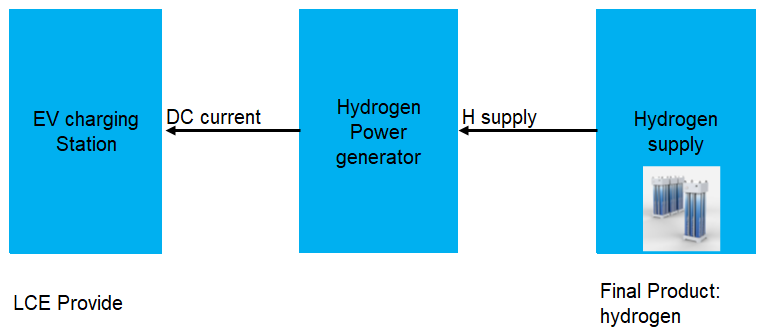 EV charging
Station
DC current
Hydrogen
Power
generator
H supply
Hydrogen
supply
LCE Provide
Final Product:
hydrogen